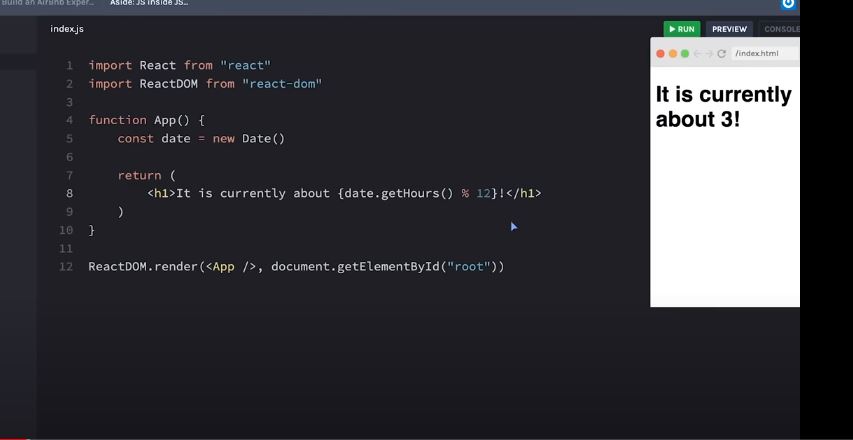 Build an AirBnB Exper... Aside: JS inside JS...
index.js
RUN PREVIEW CONSOLE
/index.html
1 import React from "react"
2 import ReactDOM from "react-dom"
3
4 function App() {
5 const date = new Date()
6
7 return (
8 <h1>It is currently about {date.getHours() % 12}!</h1>
9 )
10 }
11
12 ReactDOM.render(<App />, document.getElementById("root"))
It is currently
about 3!